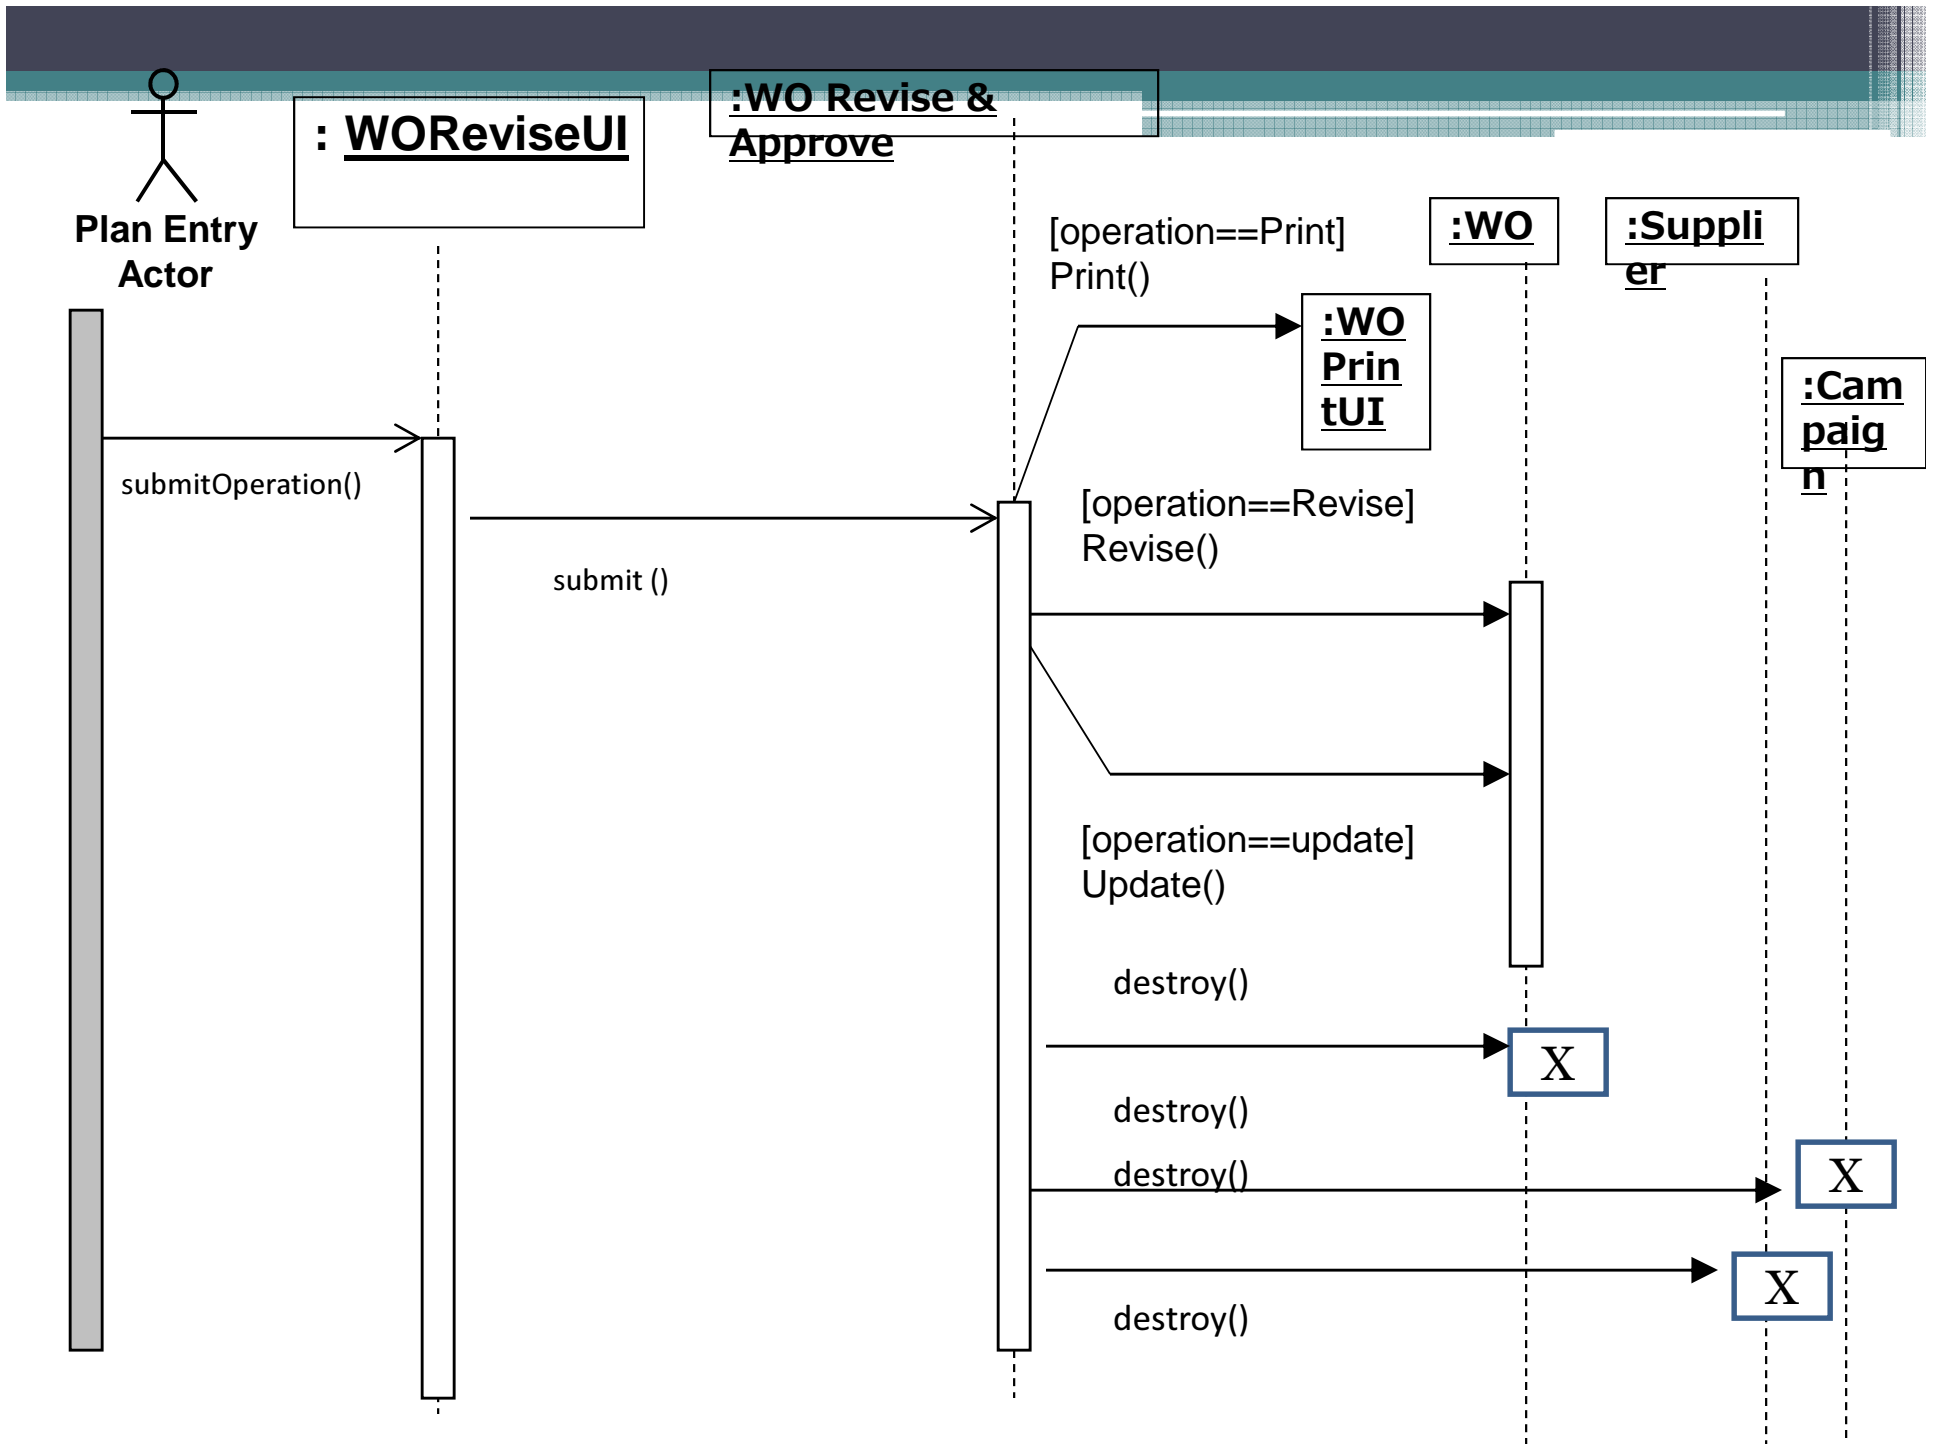 :WO Revise &
Approve
: WOReviseUI
Plan Entry
Actor
[operation==Print]
Print()
:WO
:Suppli
er
:WO
Prin
tUI
:Cam
paig
n
submitOperation()
[operation==Revise]
Revise()
submit ()
[operation==update]
Update()
destroy()
X
destroy()
destroy()
X
X
destroy()